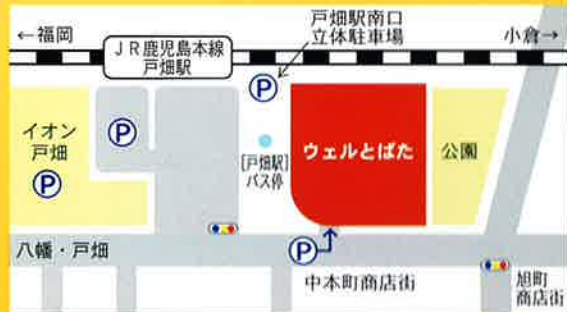 ←福岡
JR鹿児島本線
戸畑駅
戸畑駅南口
立体駐車場
小倉→
P
P
イオン
戸畑
P
[戸畑駅]
バス停
ウェルとばた
公園
八幡・戸畑
P
中本町商店街
旭町
商店街